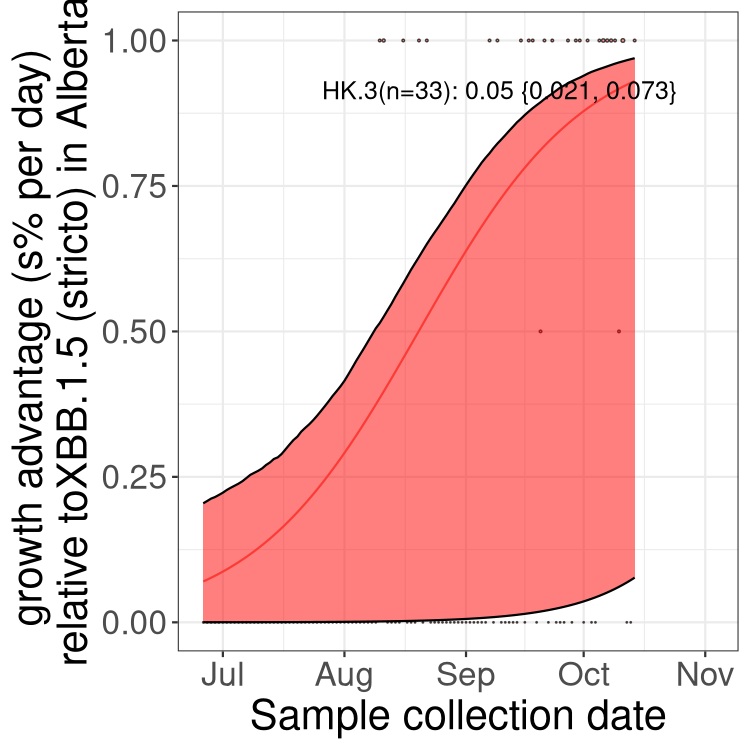 growth advantage (s% per day)
relative toXBB.1.5 (stricto) in Alberta
1.00
0.75
0.50
0.25
0.00
HK.3(n=33): 0.05 {0.021, 0.073}
Jul Aug Sep Oct Nov
Sample collection date